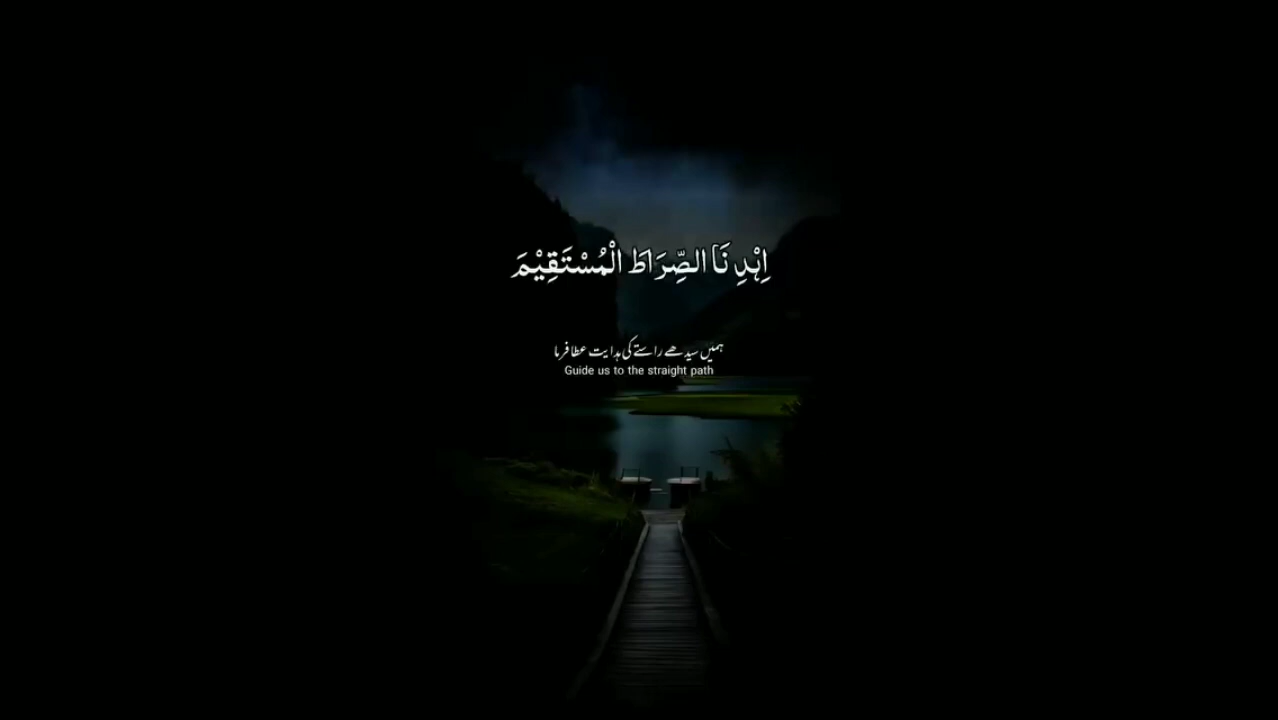 اِہْدِ نَا الصِّرَاطَ الْمُسْتَقِیْمَ
ہمیں سیدھے راستے کی ہدایت عطا فرما
Guide us to the straight path